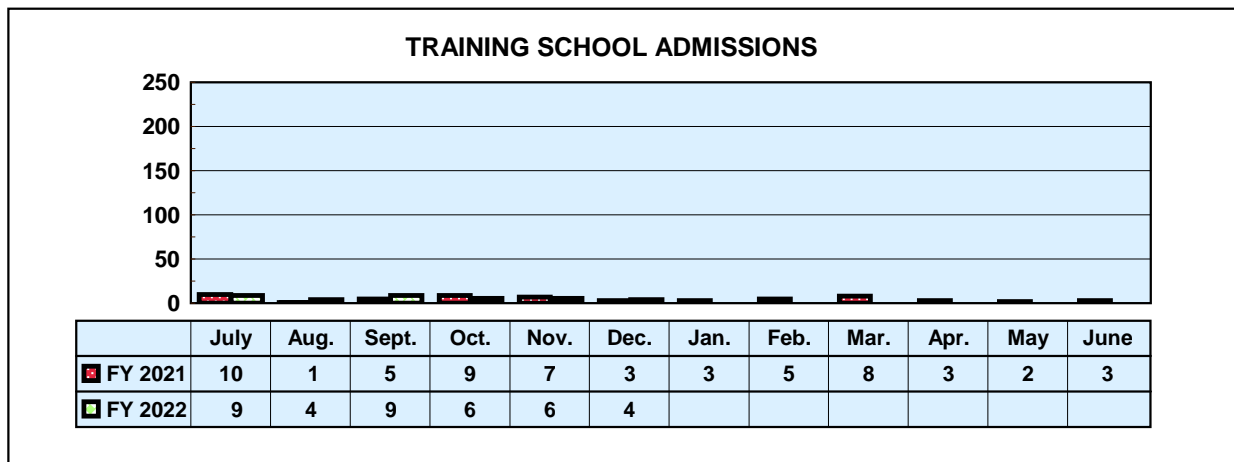 TRAINING SCHOOL ADMISSIONS
250
200
150
100
50
0
July Aug. Sept. Oct. Nov. Dec. Jan. Feb. Mar. Apr. May June
FY 2021 10 1 5 9 7 3 3 5 8 3 2 3
FY 2022 9 4 9 6 6 4